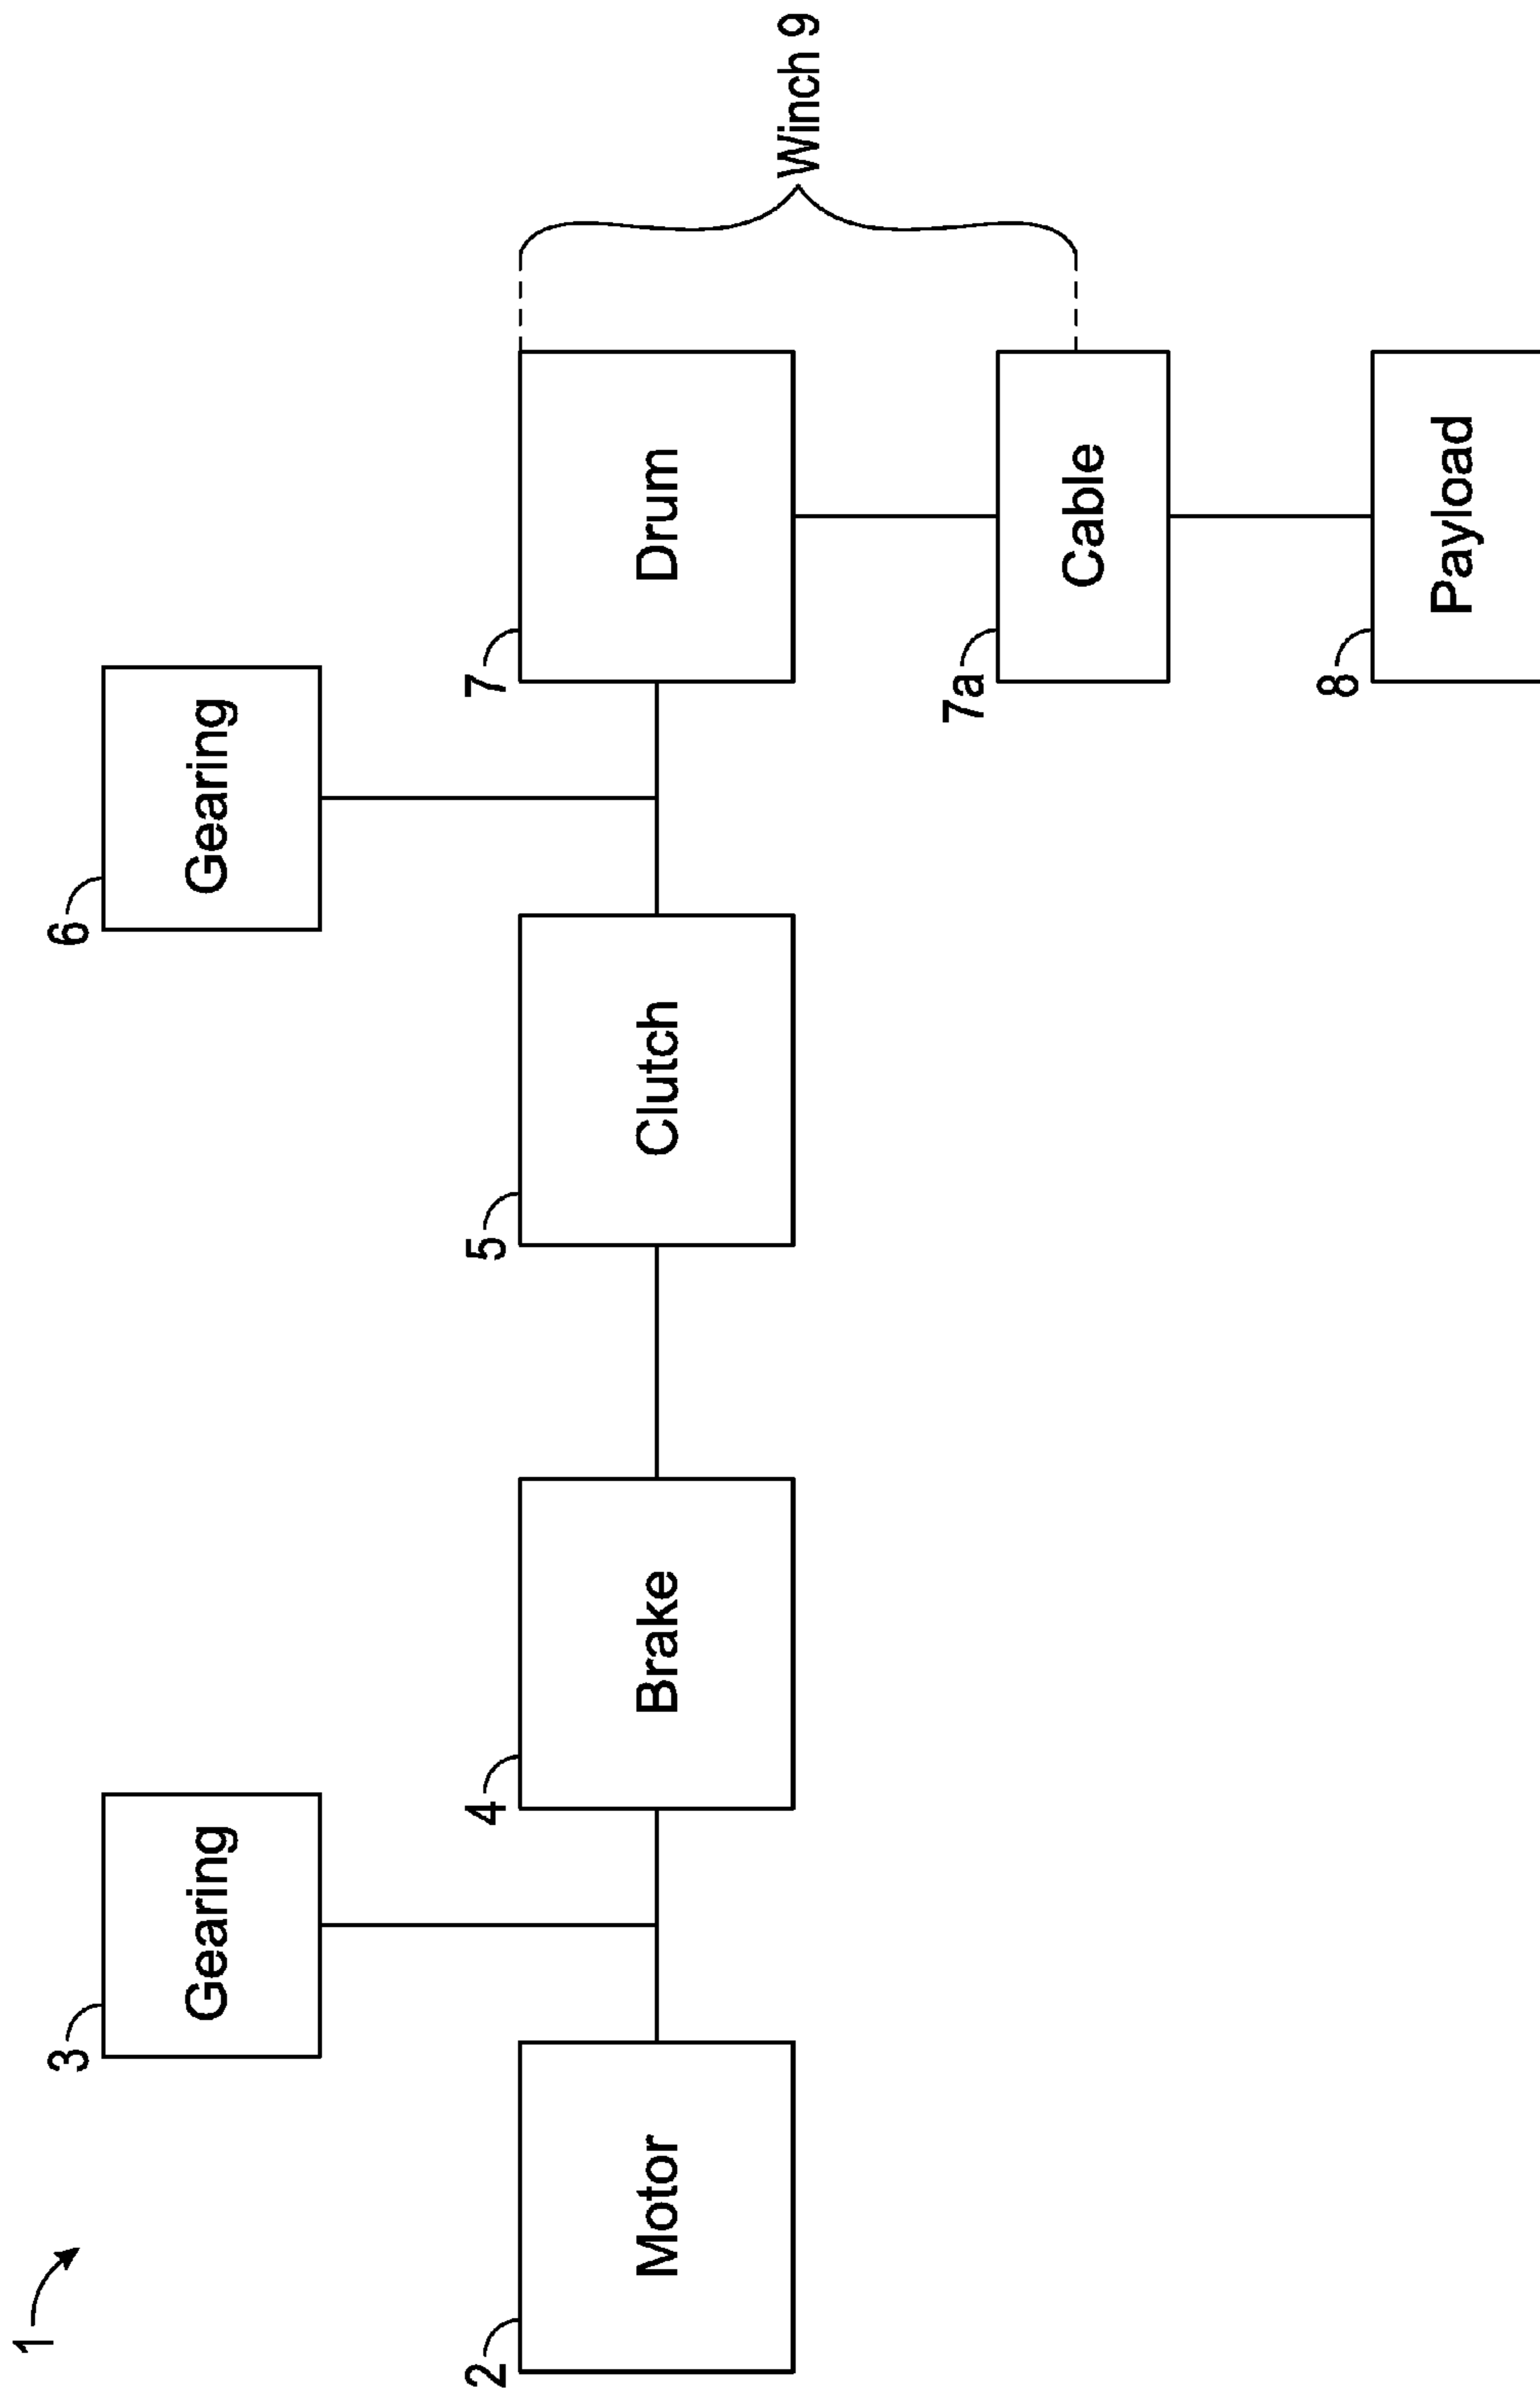 1
3
Gearing
6
Gearing
2
Motor
4
Brake
5
Clutch
7
Drum
Winch 9
7a
Cable
8
Payload